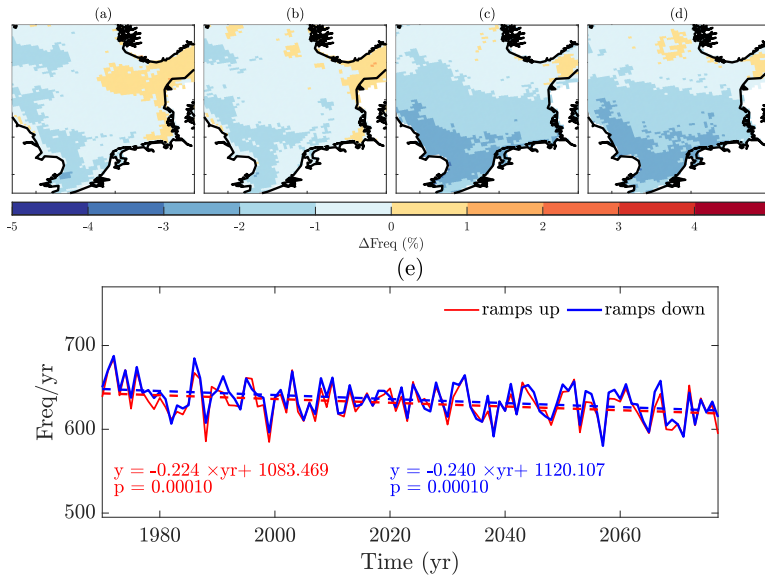 (a) (b) (c) (d)
-5 -4 -3 -2 -1 0 1 2 3 4
ΔFreq (%)
(e)
ramps up ramps down
700
600
500
Freq/yr
y = -0.224 ×yr+ 1083.469
p = 0.00010
y = -0.240 ×yr+ 1120.107
p = 0.00010
1980 2000 2020 2040 2060
Time (yr)